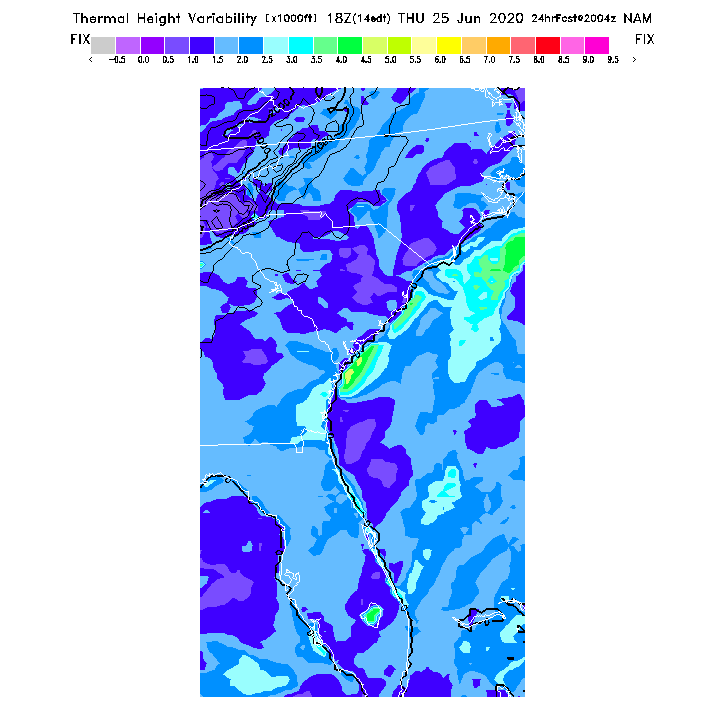 Thermal Height Variability [x1000ft] 18Z(14edt) THU 25 Jun 2020 24hrFcst@2004z NAM
FIX FIX
< -0.5 0.0 0.5 1.0 1.5 2.0 2.5 3.0 3.5 4.0 4.5 5.0 5.5 6.0 6.5 7.0 7.5 8.0 8.5 9.0 9.5 >